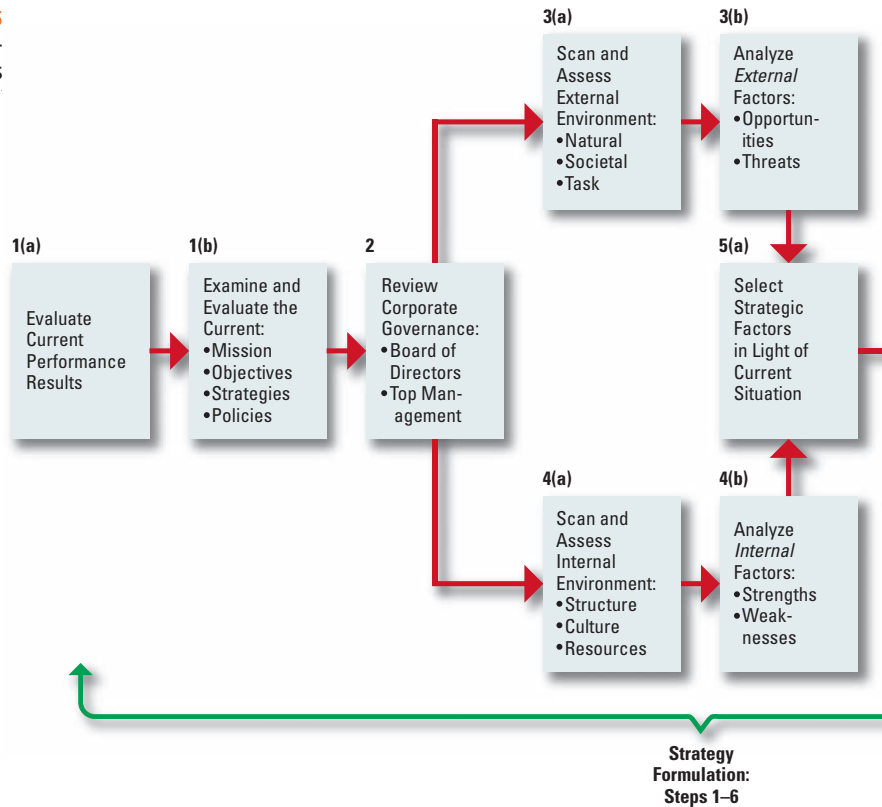 S
S
1(a)
Evaluate
Current
Performance
Results
1(b)
Examine and
Evaluate the
Current:
•Mission
•Objectives
•Strategies
•Policies
2
Review
Corporate
Governance:
•Board of
Directors
•Top Man-
agement
3(a)
Scan and
Assess
External
Environment:
•Natural
•Societal
•Task
3(b)
Analyze
External
Factors:
•Opportun-
ities
•Threats
4(a)
Scan and
Assess
Internal
Environment:
•Structure
•Culture
•Resources
4(b)
Analyze
Internal
Factors:
•Strengths
•Weak-
nesses
5(a)
Select
Strategic
Factors
in Light of
Current
Situation
Strategy
Formulation:
Steps 1–6